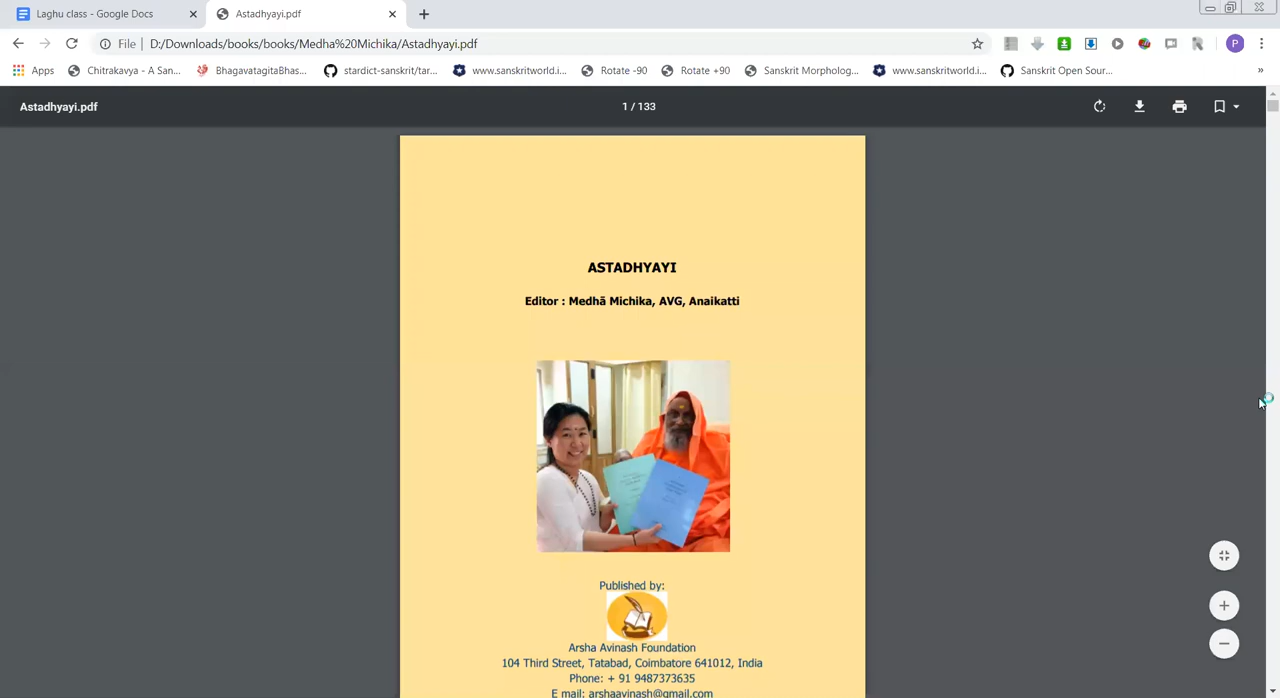 Laghu class - Google Docs
Astadhyayi.pdf
File
D:/Downloads/books/books/Medha%20Michika/Astadhyayi.pdf
P
Apps
Chitrakavya - A San...
BhagavatagitaBhas...
stardict-sanskrit/tar...
www.sanskritworld.i...
Rotate -90
Rotate +90
Sanskrit Morpholog...
www.sanskritworld.i...
Sanskrit Open Sour...
»
Astadhyayi.pdf
1 / 133
ASTADHYAYI
Editor : Medhā Michika, AVG, Anaikatti
Published by:
Arsha Avinash Foundation
104 Third Street, Tatabad, Coimbatore 641012, India
Phone: + 91 9487373635
E mail: arshaavinash@gmail.com